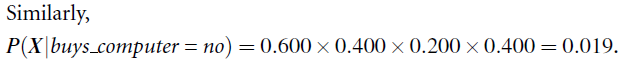 Similarly,
P(X|buys_computer = no) = 0.600 × 0.400 × 0.200 × 0.400 = 0.019.